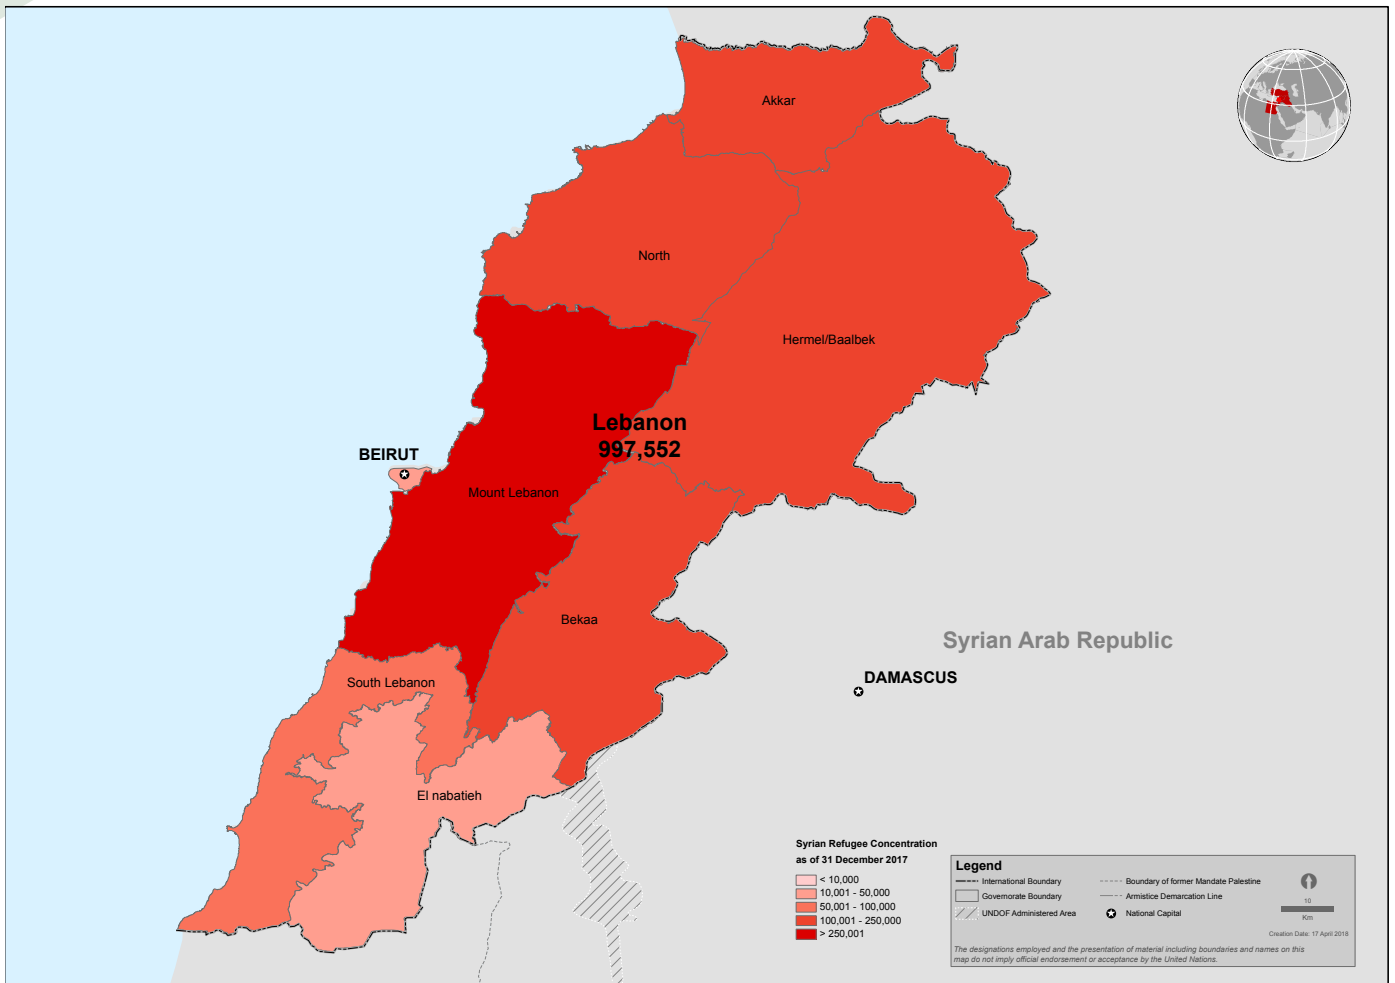 Akkar
North
Hermel/Baalbek
Lebanon
997,552
BEIRUT
Mount Lebanon
Bekaa
Syrian Arab Republic
South Lebanon
DAMASCUS
El nabatieh
Syrian Refugee Concentration
as of 31 December 2017
< 10,000
10,001 - 50,000
50,001 - 100,000
100,001 - 250,000
> 250,001
Legend
International Boundary
Governorate Boundary
UNDOF Administered Area
Boundary of former Mandate Palestine
Armistice Demarcation Line
National Capital
10
Km
Creation Date: 17 April 2018
The designations employed and the presentation of material including boundaries and names on this
map do not imply official endorsement or acceptance by the United Nations.